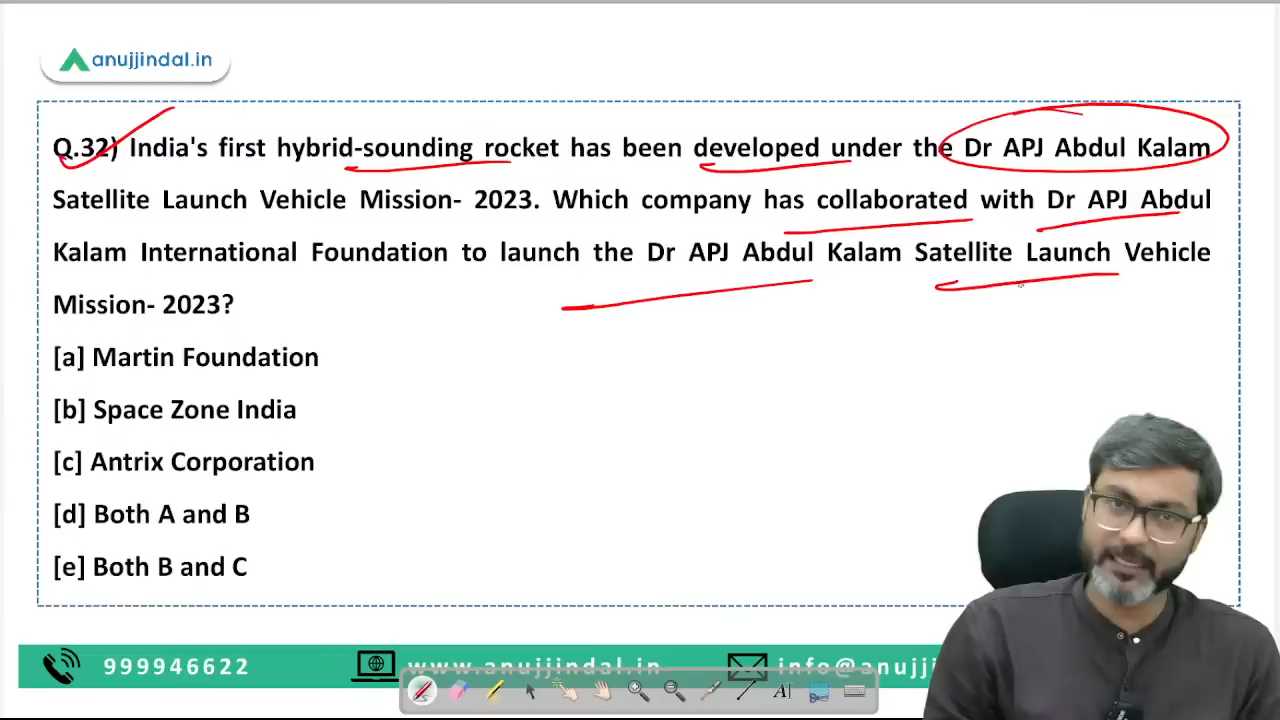 anujjindal.in
Q.32) India's first hybrid-sounding rocket has been developed under the Dr APJ Abdul Kalam
Satellite Launch Vehicle Mission- 2023. Which company has collaborated with Dr APJ Abdul
Kalam International Foundation to launch the Dr APJ Abdul Kalam Satellite Launch Vehicle
Mission- 2023?
[a] Martin Foundation
[b] Space Zone India
[c] Antrix Corporation
[d] Both A and B
[e] Both B and C
999946622
www.anujjindal.in
info@anujji
A